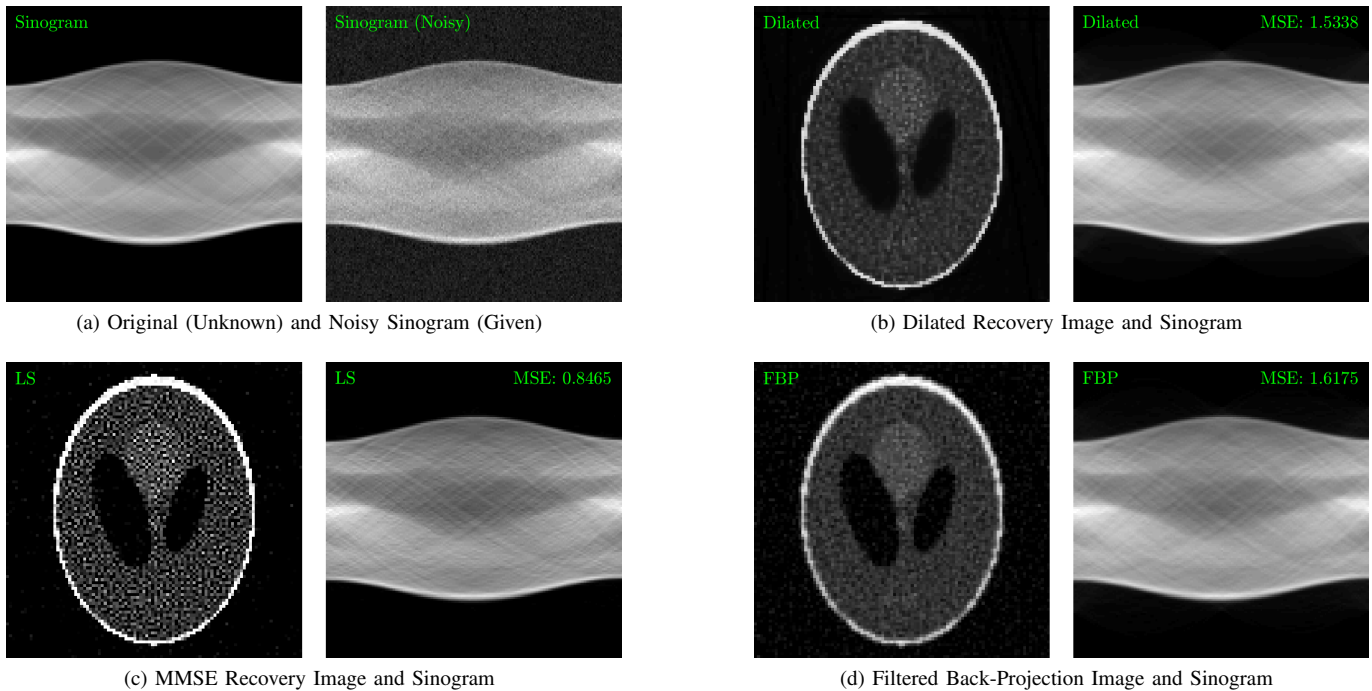 Sinogram
Sinogram (Noisy)
(a) Original (Unknown) and Noisy Sinogram (Given)
Dilated
Dilated MSE: 1.5338
(b) Dilated Recovery Image and Sinogram
LS
LS MSE: 0.8465
(c) MMSE Recovery Image and Sinogram
FBP
FBP MSE: 1.6175
(d) Filtered Back-Projection Image and Sinogram